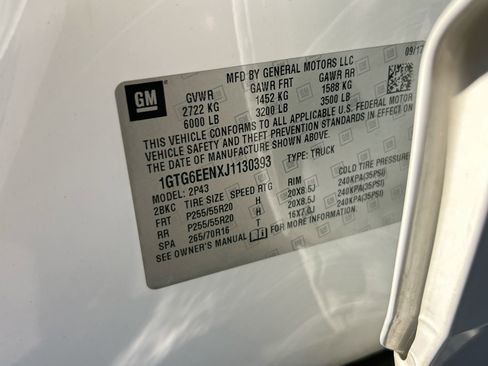 MFD BY GENERAL MOTORS LLC 09/17
GM
GVWR GAWR FRT GAWR RR
2722 KG 1452 KG 1588 KG
6000 LB 3200 LB 3500 LB
THIS VEHICLE CONFORMS TO ALL APPLICABLE U.S. FEDERAL MOTOR
VEHICLE SAFETY AND THEFT PREVENTION STANDARDS IN EFFECT ON
THE DATE OF MANUFACTURE SHOWN ABOVE.
1GTG6EENXJ1130393 TYPE: TRUCK
MODEL: 2P43
2BKC TIRE SIZE SPEED RTG RIM COLD TIRE PRESSURE
FRT P255/55R20 H 20X8.5J 240KPA(35PSI)
RR P255/55R20 H 20X8.5J 240KPA(35PSI)
SPA 265/70R16 T 16X7.0J 240KPA(35PSI)
SEE OWNER'S MANUAL FOR MORE INFORMATION